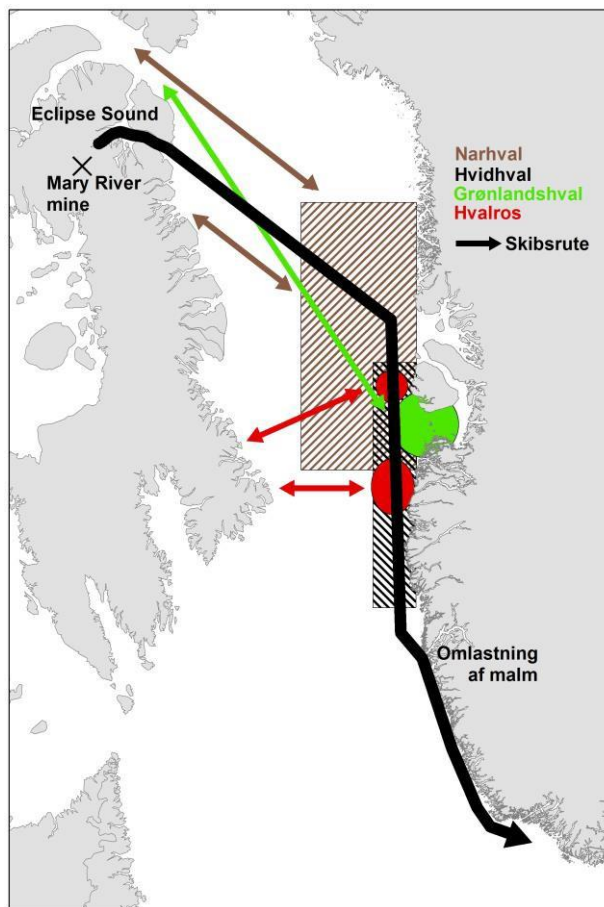 Eclipse Sound
Mary River
mine
Narhval
Hvidhval
Grønlandshval
Hvalros
Skibsrute
Omlastning
af malm